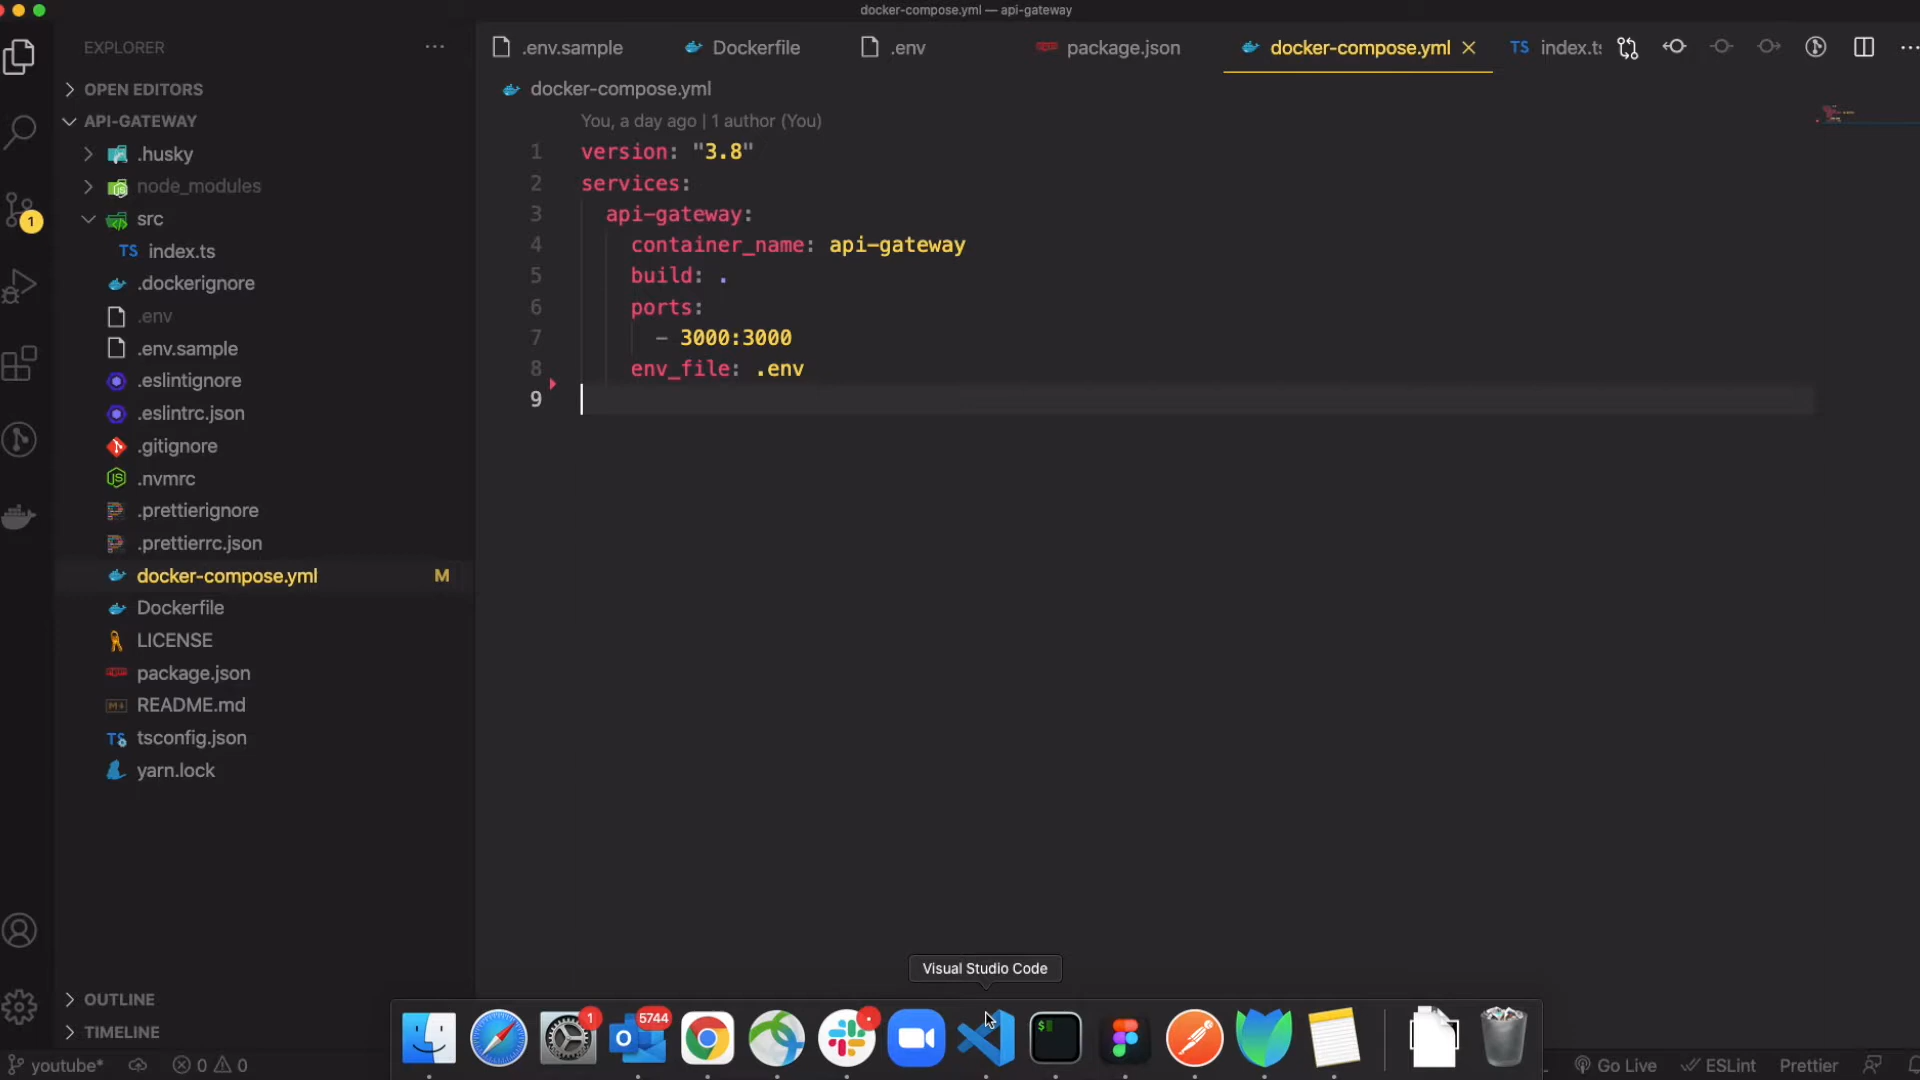 docker-compose.yml — api-gateway
EXPLORER
OPEN EDITORS
API-GATEWAY
.husky
node_modules
src
TS index.ts
.dockerignore
.env
.env.sample
.eslintignore
.eslintrc.json
.gitignore
.nvmrc
.prettierignore
.prettierrc.json
docker-compose.yml M
Dockerfile
LICENSE
package.json
README.md
TS tsconfig.json
yarn.lock
OUTLINE
TIMELINE
1
.env.sample Dockerfile .env package.json docker-compose.yml TS index.ts
docker-compose.yml
You, a day ago | 1 author (You)
1 version: "3.8"
2 services:
3 api-gateway:
4 container_name: api-gateway
5 build: .
6 ports:
7 - 3000:3000
8 env_file: .env
9
Visual Studio Code
1
5744
$
youtube* 0 0 Go Live ESLint Prettier